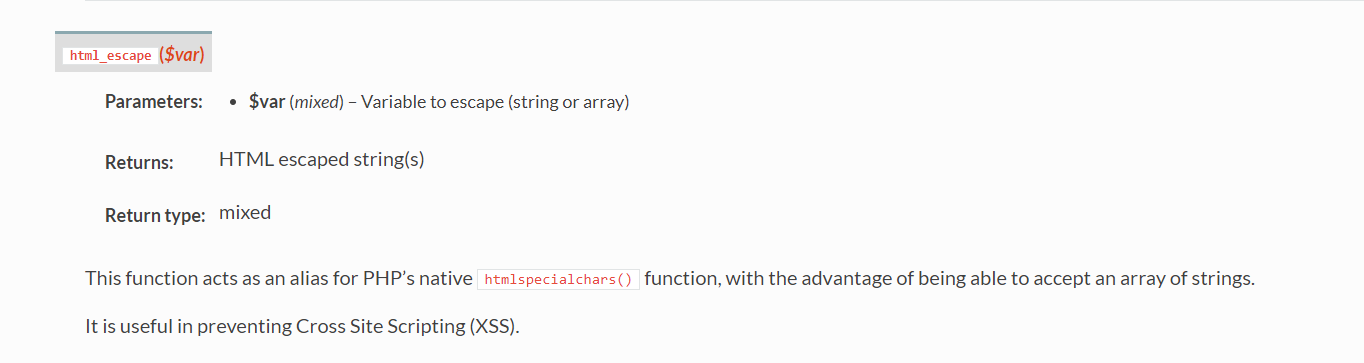 html_escape ($var)
Parameters: • $var (mixed) – Variable to escape (string or array)
Returns: HTML escaped string(s)
Return type: mixed
This function acts as an alias for PHP’s native htmlspecialchars() function, with the advantage of being able to accept an array of strings.
It is useful in preventing Cross Site Scripting (XSS).